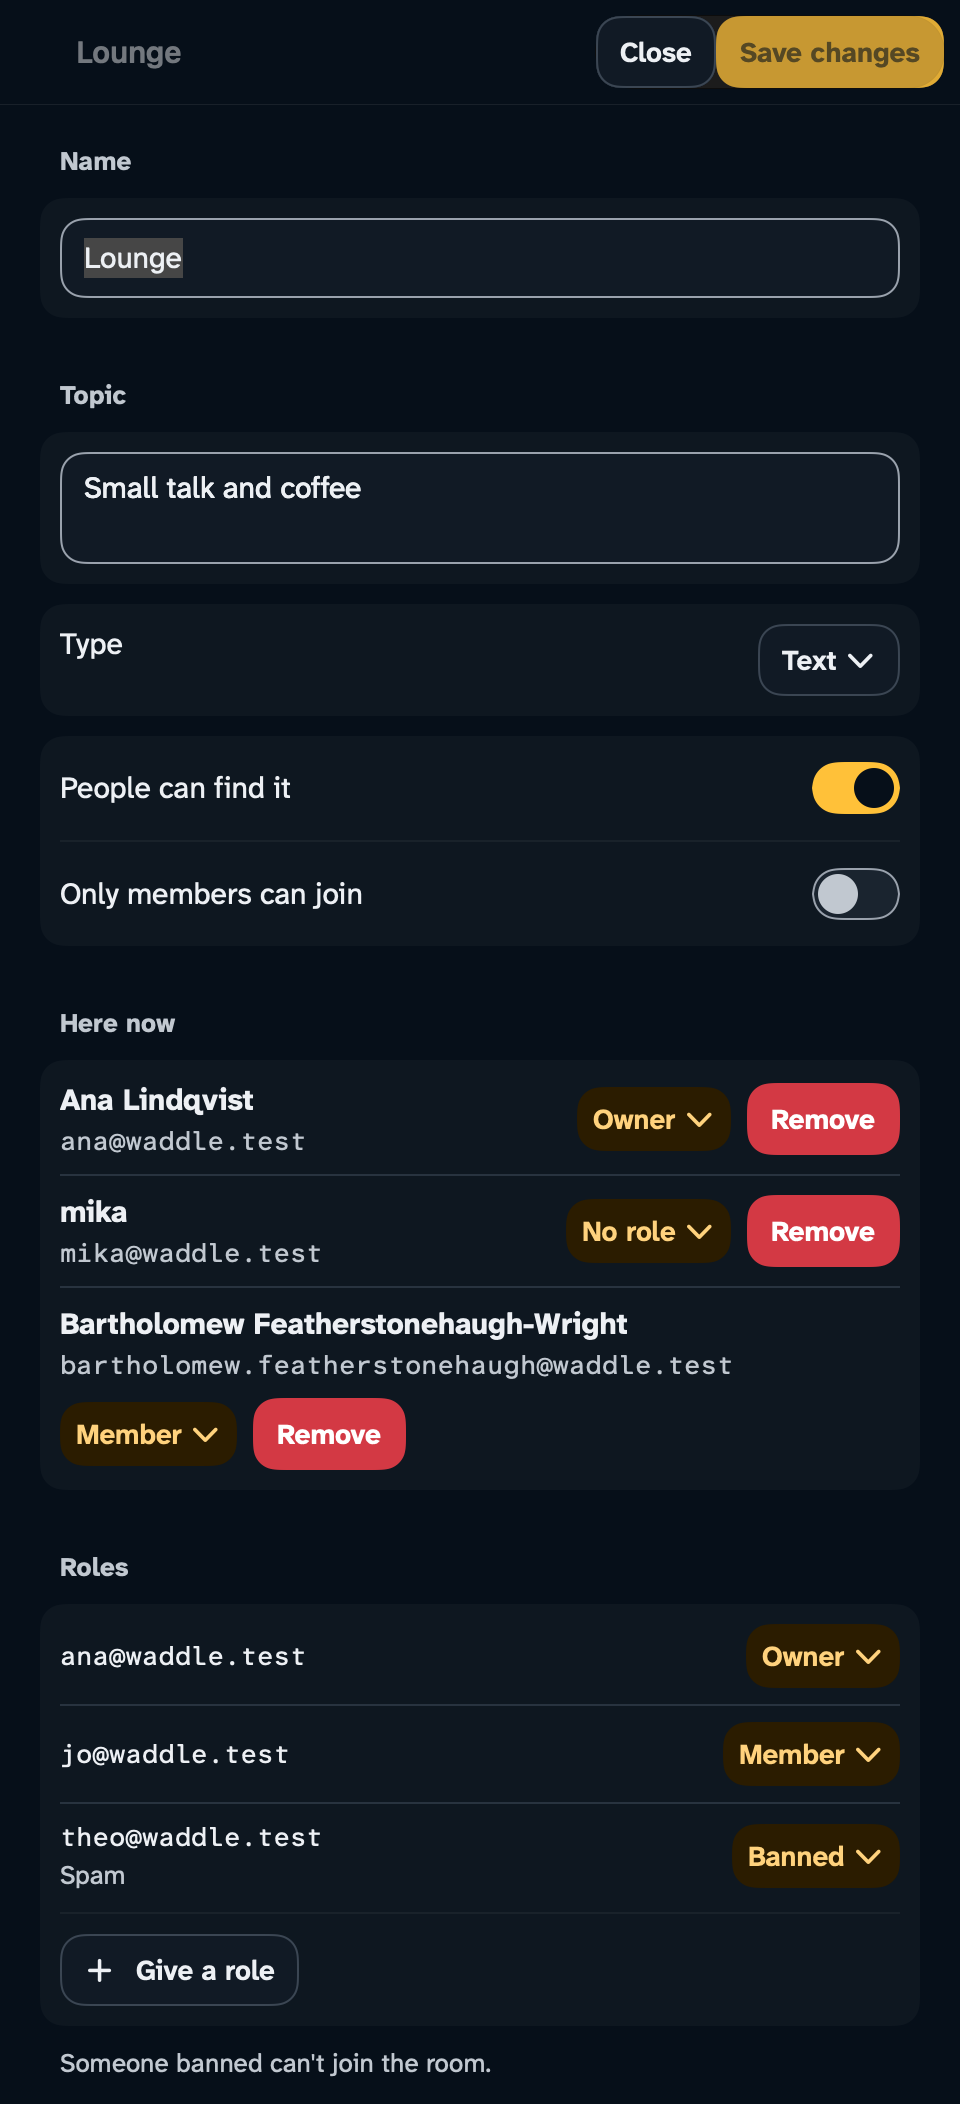 Lounge
Close
Save changes
Name
Lounge
Topic
Small talk and coffee
Type
Text
People can find it
Only members can join
Here now
Ana Lindqvist
ana@waddle.test
Owner
Remove
mika
mika@waddle.test
No role
Remove
Bartholomew Featherstonehaugh-Wright
bartholomew.featherstonehaugh@waddle.test
Member
Remove
Roles
ana@waddle.test
Owner
jo@waddle.test
Member
theo@waddle.test
Spam
Banned
Give a role
Someone banned can't join the room.